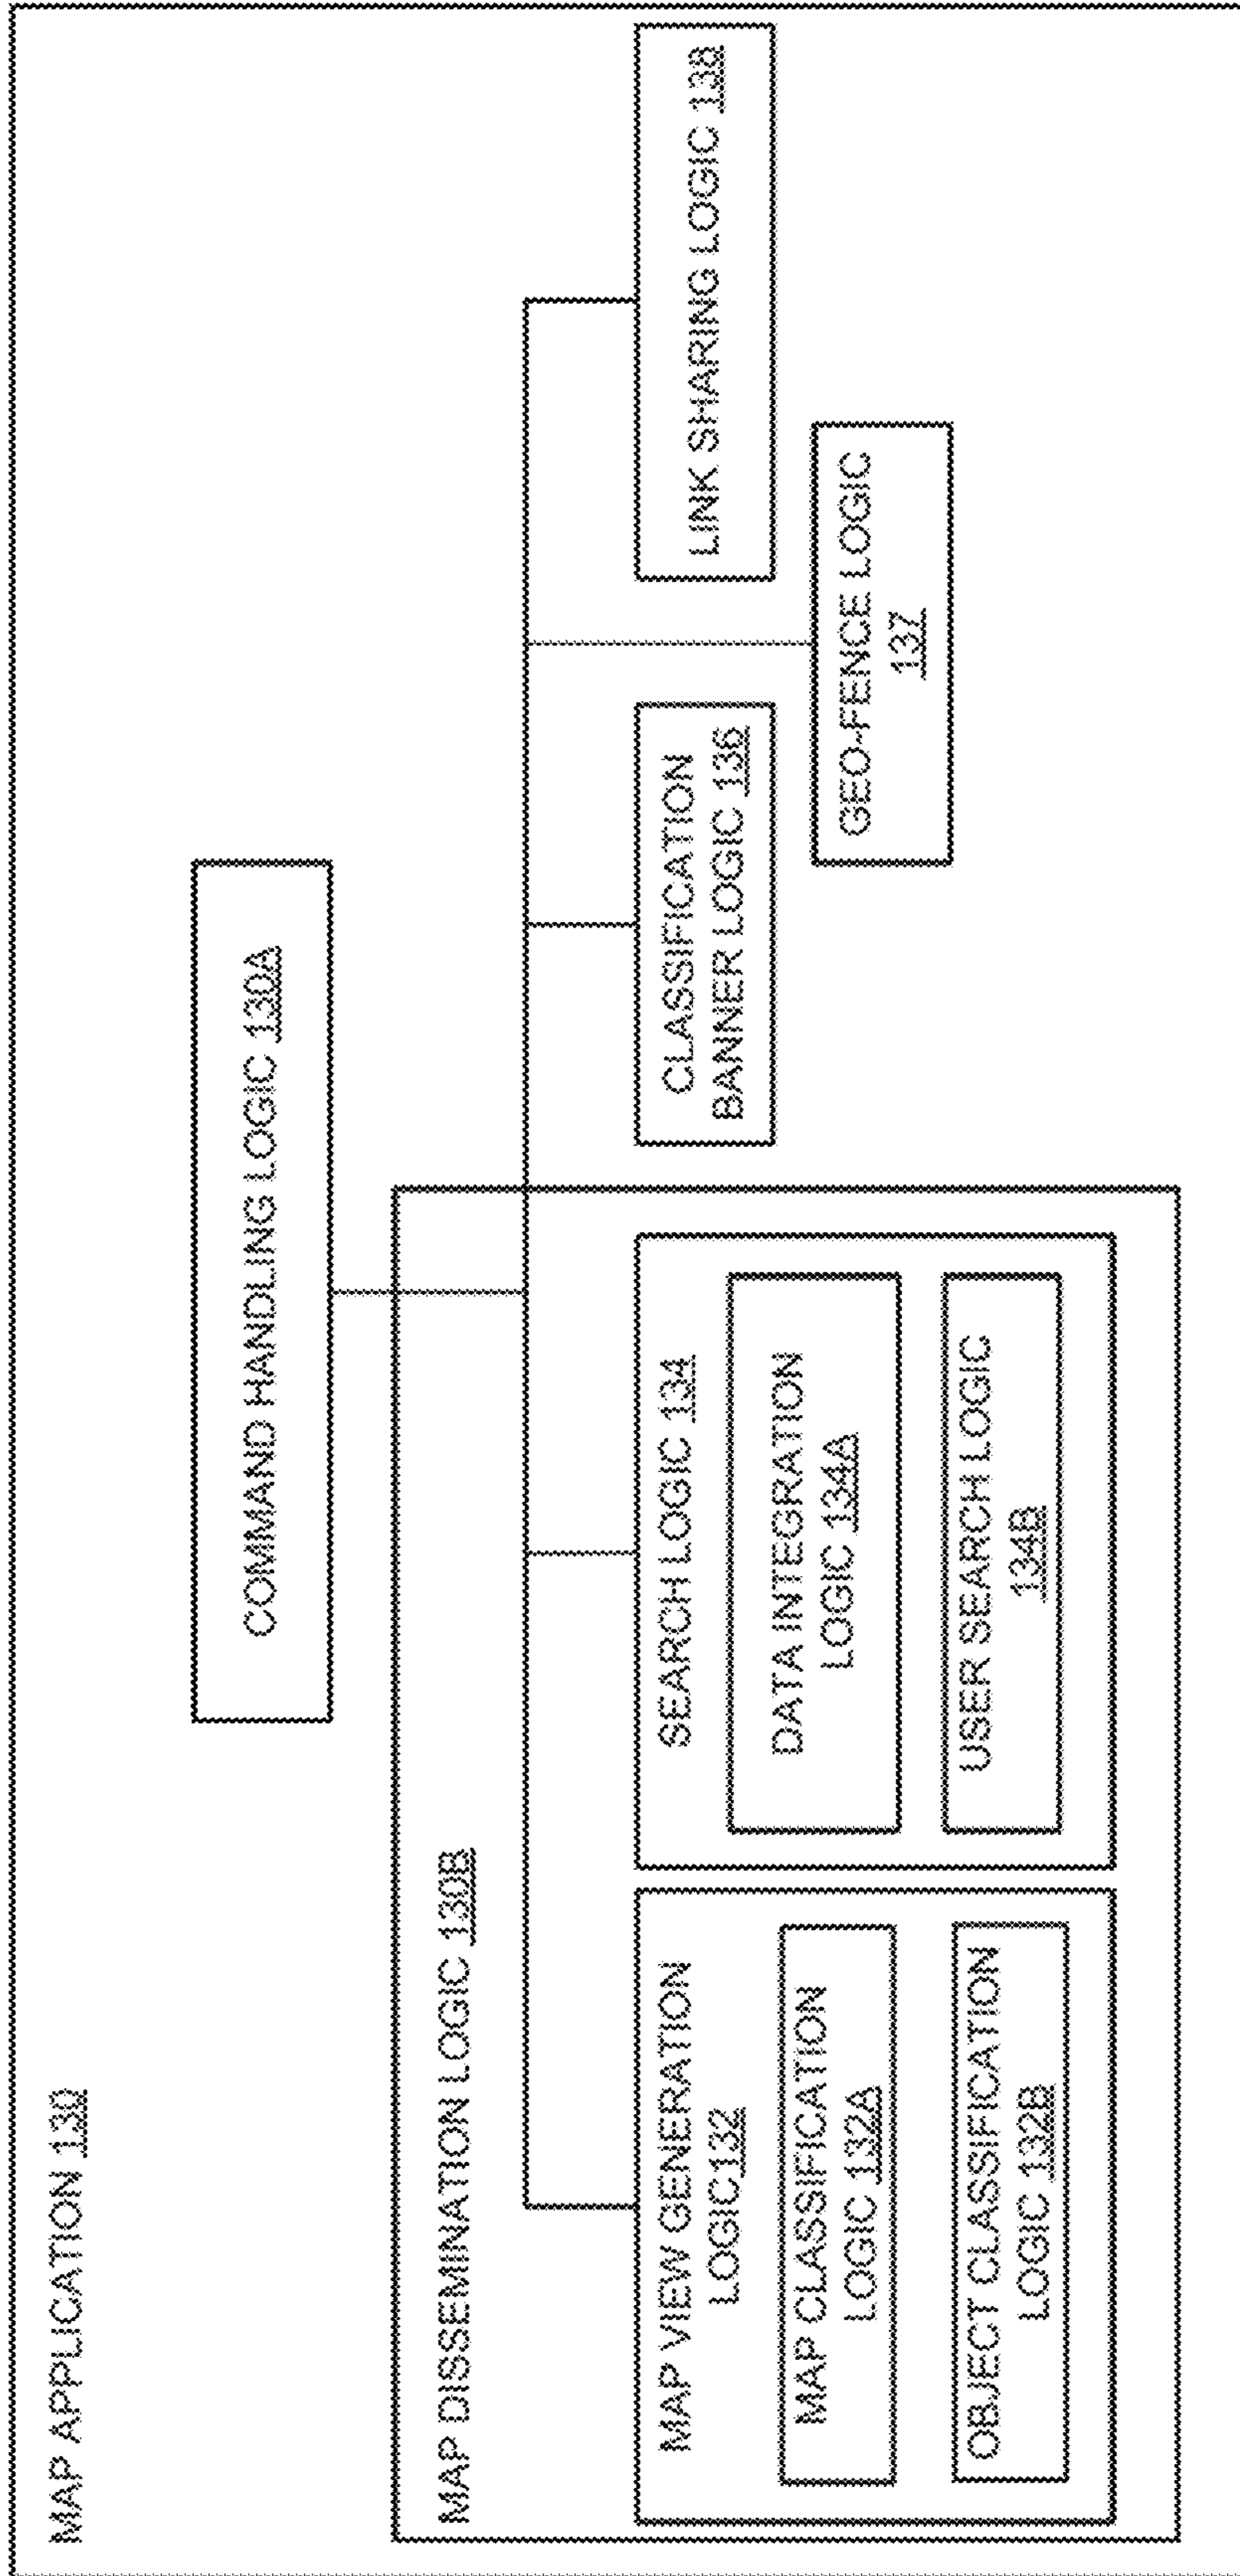 MAP APPLICATION 130
COMMAND HANDLING LOGIC 130A
MAP DISSEMINATION LOGIC 130B
MAP VIEW GENERATION
LOGIC132
MAP CLASSIFICATION
LOGIC 132A
OBJECT CLASSIFICATION
LOGIC 132B
SEARCH LOGIC 134
DATA INTEGRATION
LOGIC 134A
USER SEARCH LOGIC
134B
CLASSIFICATION
BANNER LOGIC 136
GEO-FENCE LOGIC
137
LINK SHARING LOGIC 138